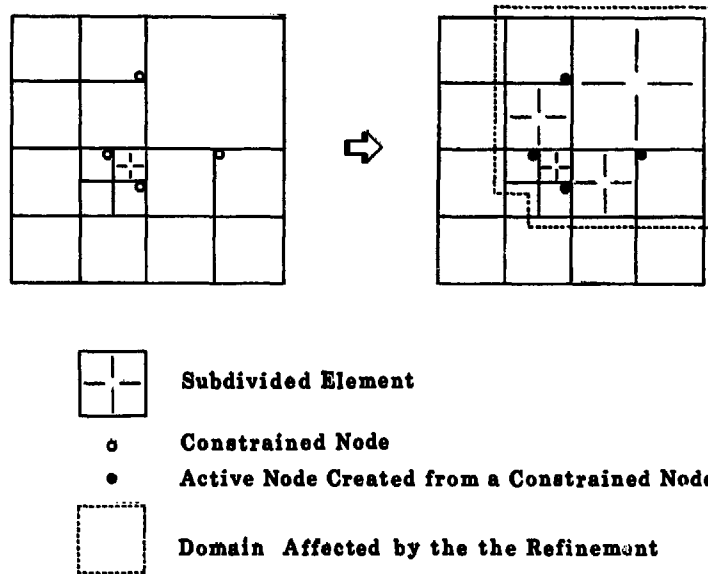 Subdivided Element
Constrained Node
Active Node Created from a Constrained Node
Domain Affected by the the Refinement